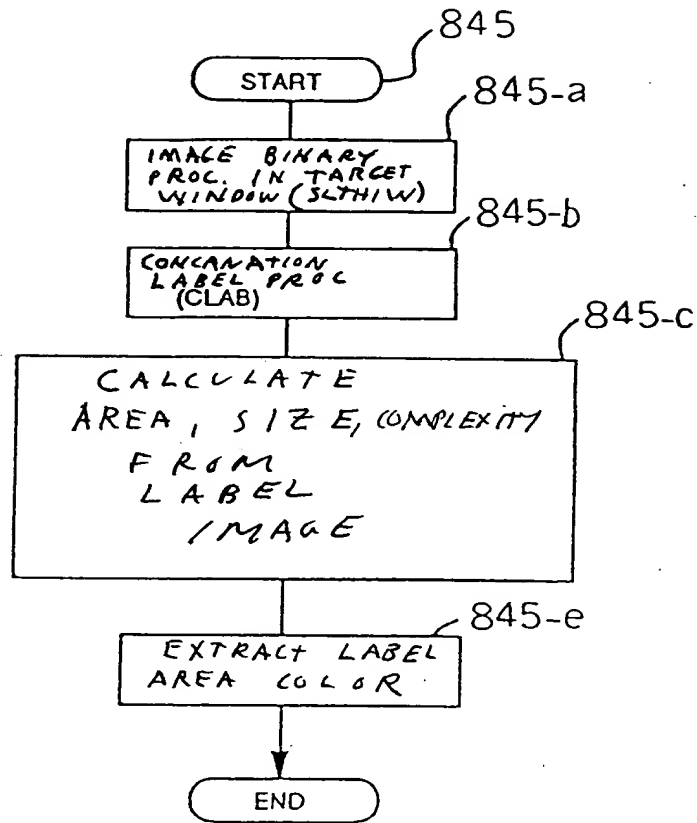 845
START
845-a
IMAGE BINARY
PROC. IN TARGET
WINDOW (SLTHIW)
845-b
CONCANATION
LABEL PROC
(CLAB)
845-c
CALCULATE
AREA, SIZE, COMPLEXITY
FROM
LABEL
IMAGE
845-e
EXTRACT LABEL
AREA COLOR
END